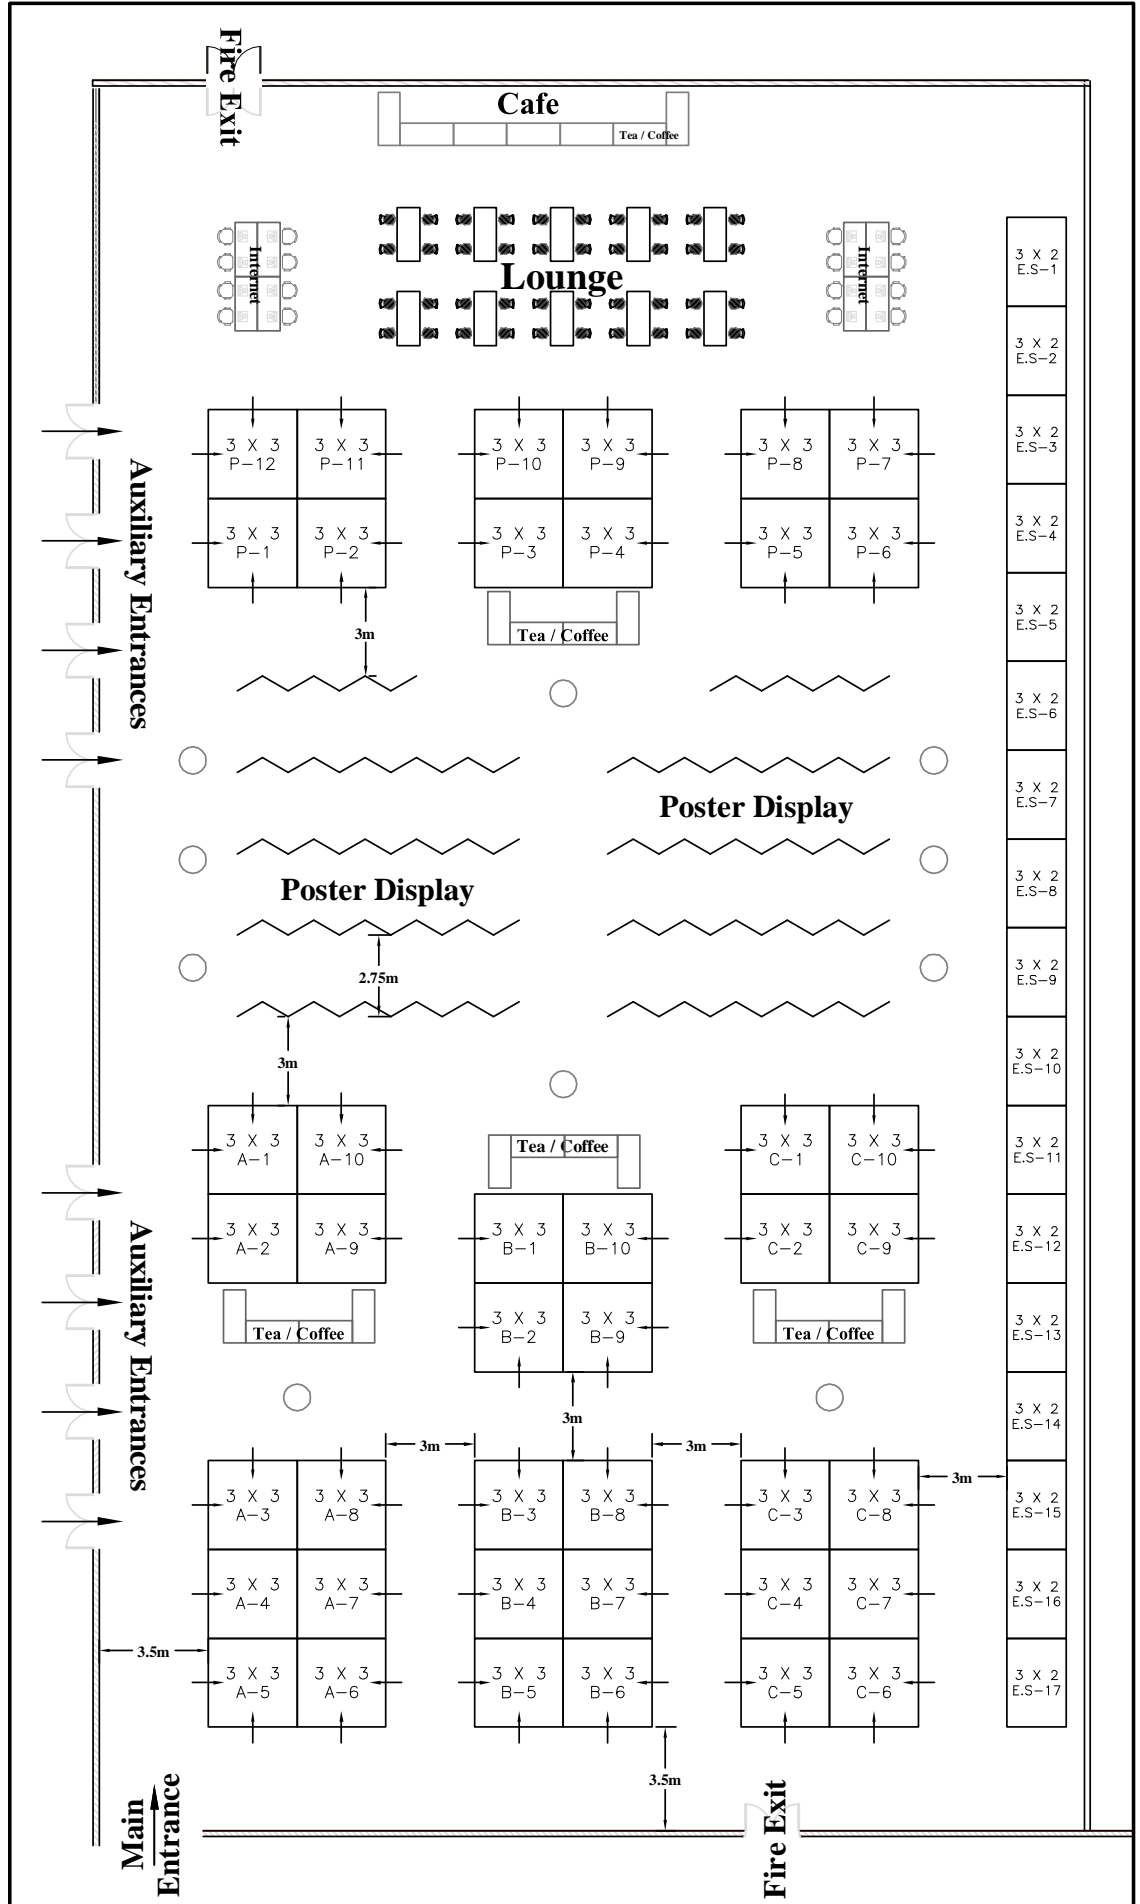 Fire Exit
Cafe
Tea / Coffee
Internet
Lounge
Internet
3 X 2
E.S-1
3 X 2
E.S-2
3 X 2
E.S-3
3 X 2
E.S-4
3 X 2
E.S-5
3 X 2
E.S-6
3 X 2
E.S-7
3 X 2
E.S-8
3 X 2
E.S-9
3 X 2
E.S-10
3 X 2
E.S-11
3 X 2
E.S-12
3 X 2
E.S-13
3 X 2
E.S-14
3 X 2
E.S-15
3 X 2
E.S-16
3 X 2
E.S-17
Auxiliary Entrances
3 X 3
P-12
3 X 3
P-11
3 X 3
P-10
3 X 3
P-9
3 X 3
P-8
3 X 3
P-7
3 X 3
P-1
3 X 3
P-2
3 X 3
P-3
3 X 3
P-4
3 X 3
P-5
3 X 3
P-6
3m
Tea / Coffee
Poster Display
Poster Display
2.75m
3m
Auxiliary Entrances
3 X 3
A-1
3 X 3
A-10
Tea / Coffee
3 X 3
C-1
3 X 3
C-10
3 X 3
A-2
3 X 3
A-9
3 X 3
B-1
3 X 3
B-10
3 X 3
C-2
3 X 3
C-9
Tea / Coffee
3 X 3
B-2
3 X 3
B-9
Tea / Coffee
3m
3m
3m
3m
3 X 3
A-3
3 X 3
A-8
3 X 3
B-3
3 X 3
B-8
3 X 3
C-3
3 X 3
C-8
3 X 3
A-4
3 X 3
A-7
3 X 3
B-4
3 X 3
B-7
3 X 3
C-4
3 X 3
C-7
3.5m
3 X 3
A-5
3 X 3
A-6
3 X 3
B-5
3 X 3
B-6
3 X 3
C-5
3 X 3
C-6
3.5m
Main
Entrance
Fire Exit